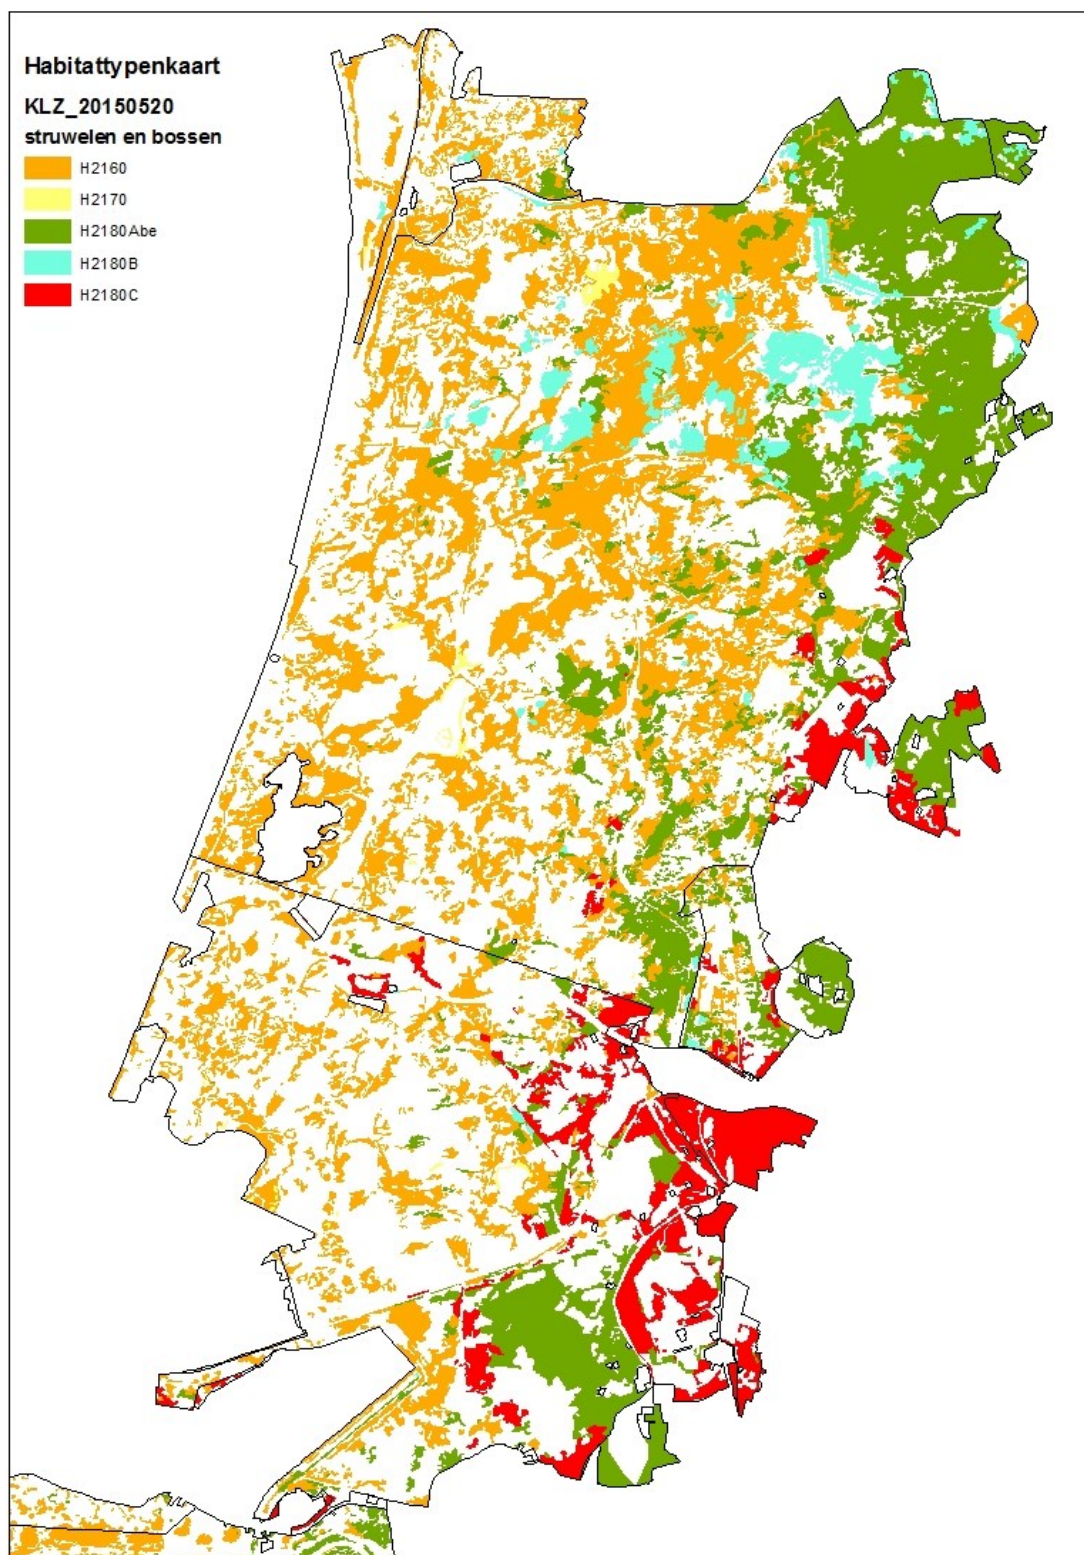 Habitattypenkaart
KLZ_20150520
struwelen en bossen
H2160
H2170
H2180Abe
H2180B
H2180C